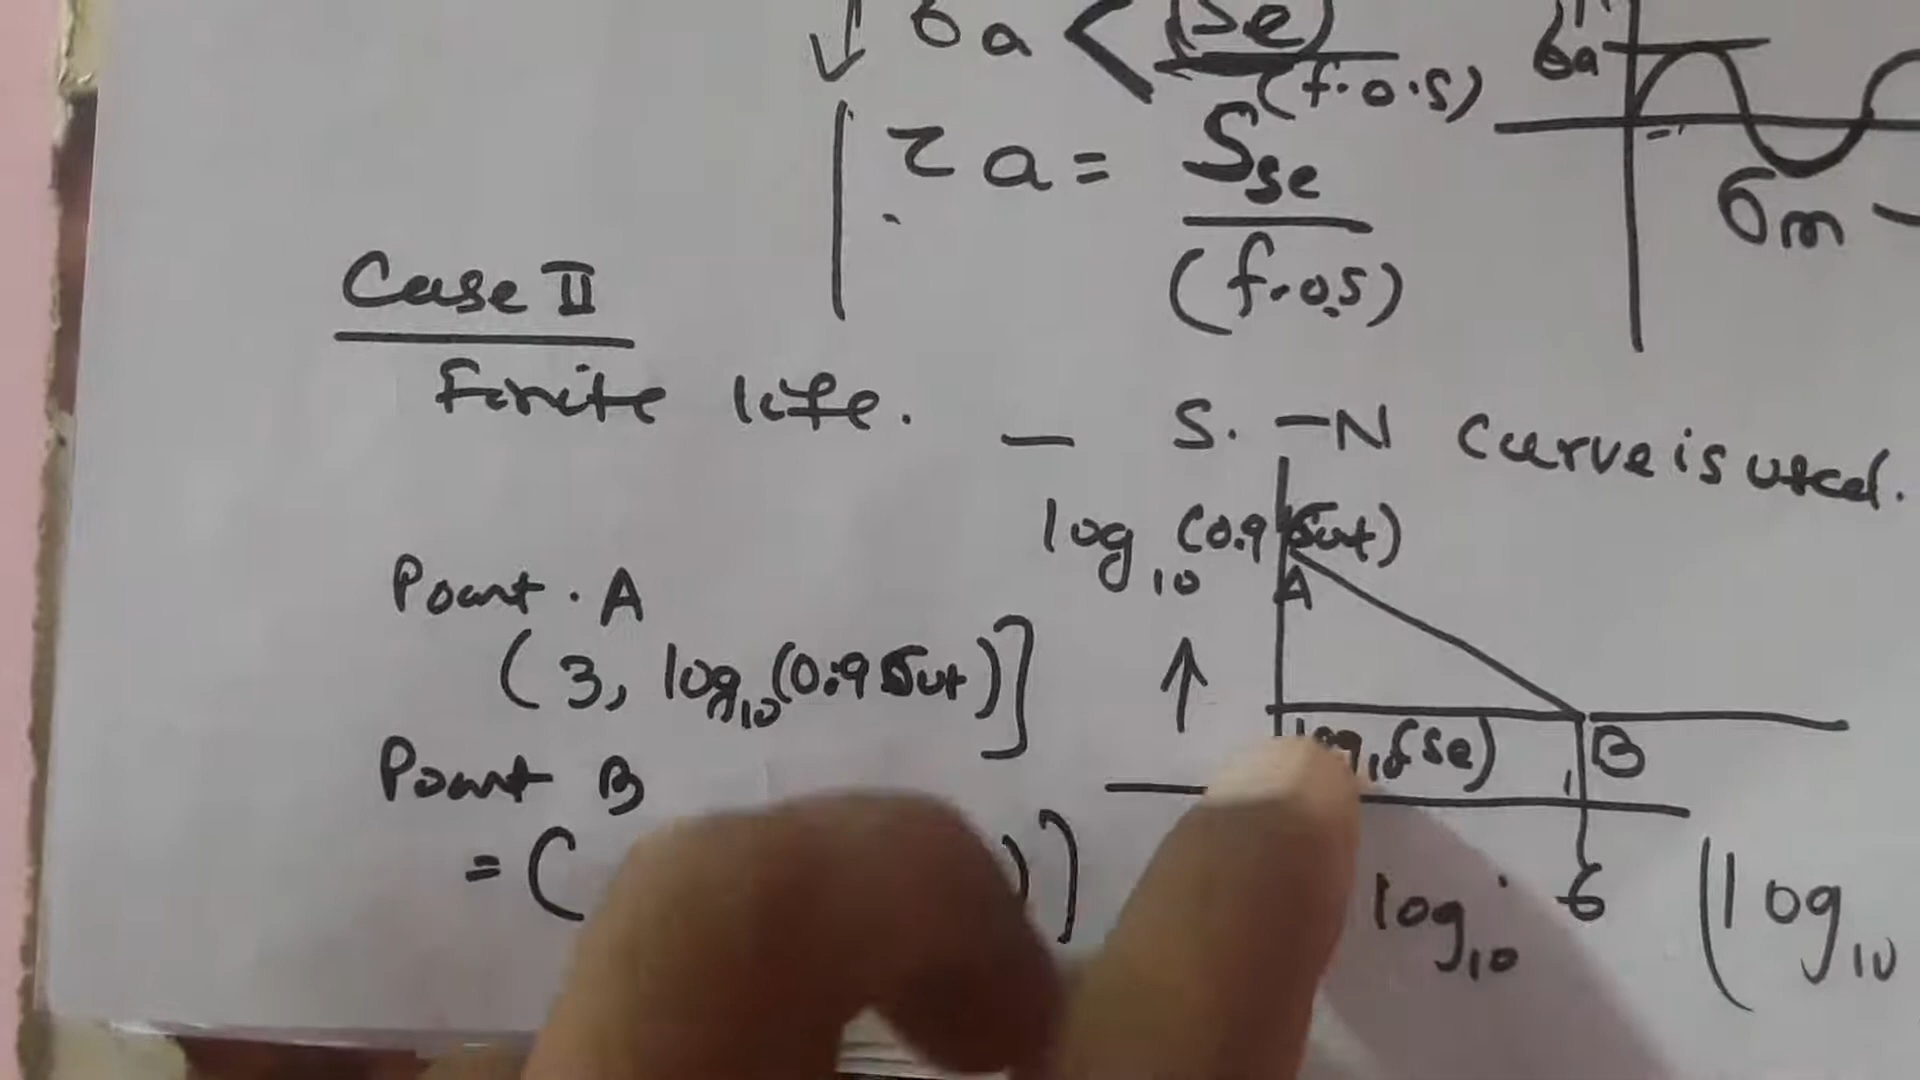 σa < (Se)
(f.o.s)
σa
τa = Sse
(f.o.s)
σm –
Case II
Finite life.
– S. – N Curve is used.
log10 (0.9 Sut)
A
Point . A
(3, log10(0.9 Sut)]
Point B
= ( )]
Se)
B
log10
6
(log10